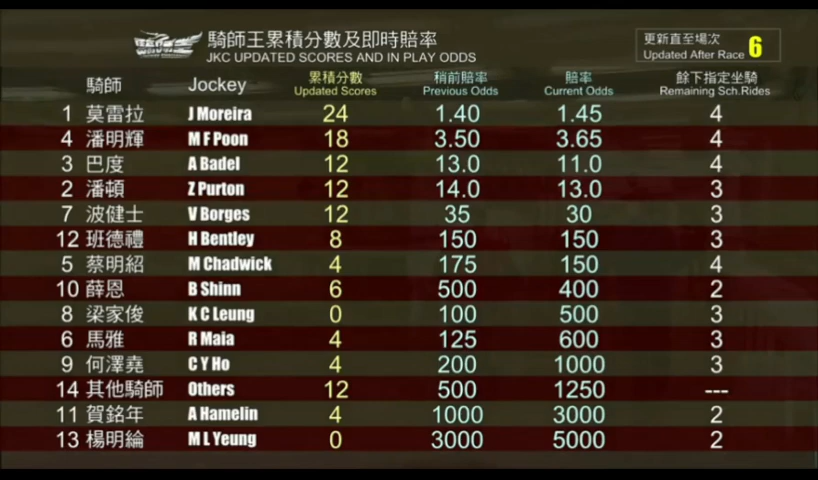 騎師王 騎師王累積分數及即時賠率
JKC UPDATED SCORES AND IN PLAY ODDS
更新直至場次
Updated After Race 6
騎師 Jockey 累積分數 稍前賠率 賠率 餘下指定坐騎
Updated Scores Previous Odds Current Odds Remaining Sch.Rides
1 莫雷拉 J Moreira 24 1.40 1.45 4
4 潘明輝 M F Poon 18 3.50 3.65 4
3 巴度 A Badel 12 13.0 11.0 4
2 潘頓 Z Purton 12 14.0 13.0 3
7 波健士 V Borges 12 35 30 3
12 班德禮 H Bentley 8 150 150 3
5 蔡明紹 M Chadwick 4 175 150 4
10 薛恩 B Shinn 6 500 400 2
8 梁家俊 K C Leung 0 100 500 3
6 馬雅 R Maia 4 125 600 3
9 何澤堯 C Y Ho 4 200 1000 3
14 其他騎師 Others 12 500 1250 ---
11 賀銘年 A Hamelin 4 1000 3000 2
13 楊明綸 M L Yeung 0 3000 5000 2